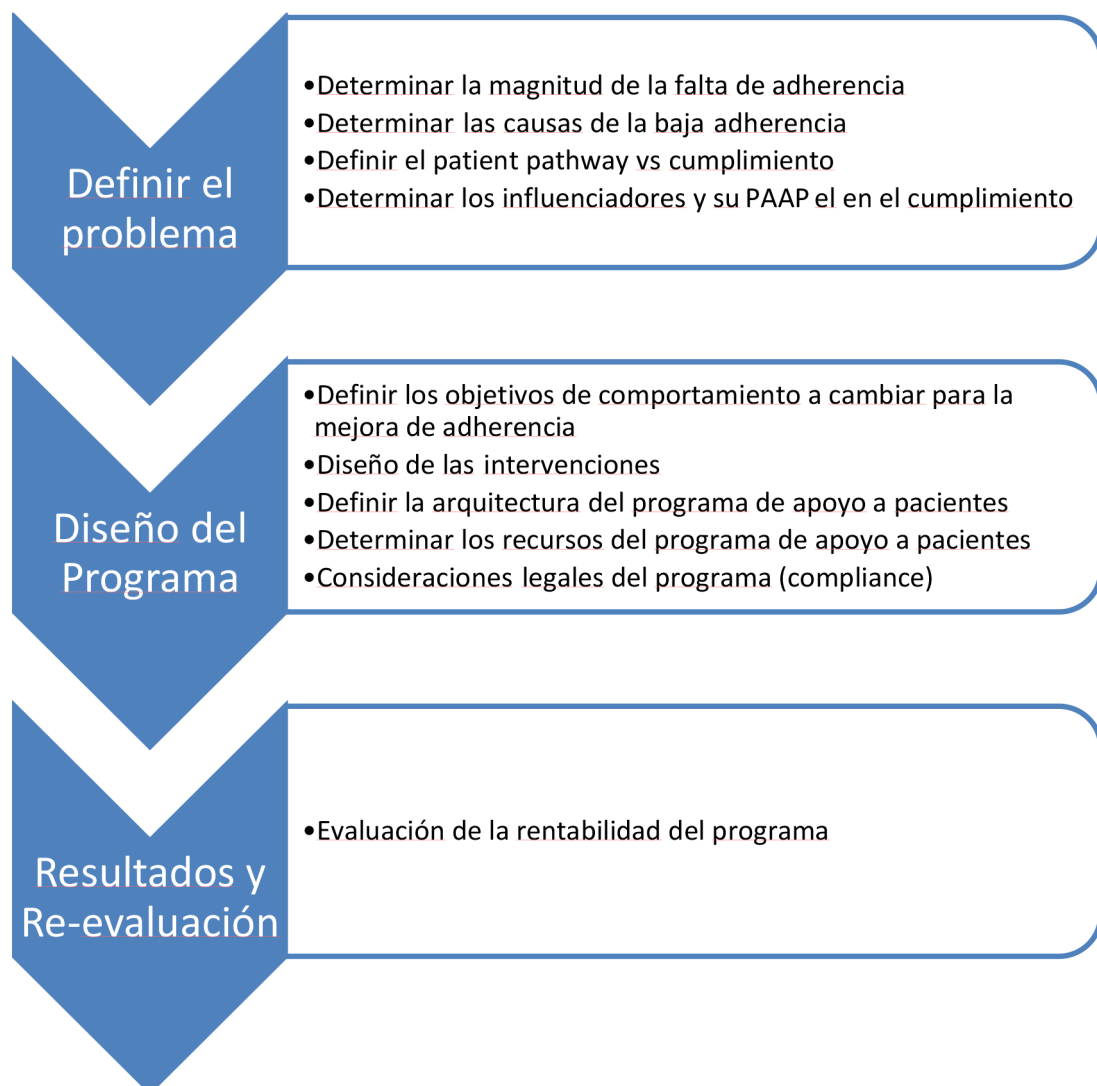 Definir el
problema
•Determinar la magnitud de la falta de adherencia
•Determinar las causas de la baja adherencia
•Definir el patient pathway vs cumplimiento
•Determinar los influenciadores y su PAAP el en el cumplimiento
Diseño del
Programa
•Definir los objetivos de comportamiento a cambiar para la
mejora de adherencia
•Diseño de las intervenciones
•Definir la arquitectura del programa de apoyo a pacientes
•Determinar los recursos del programa de apoyo a pacientes
•Consideraciones legales del programa (compliance)
Resultados y
Re-evaluación
•Evaluación de la rentabilidad del programa